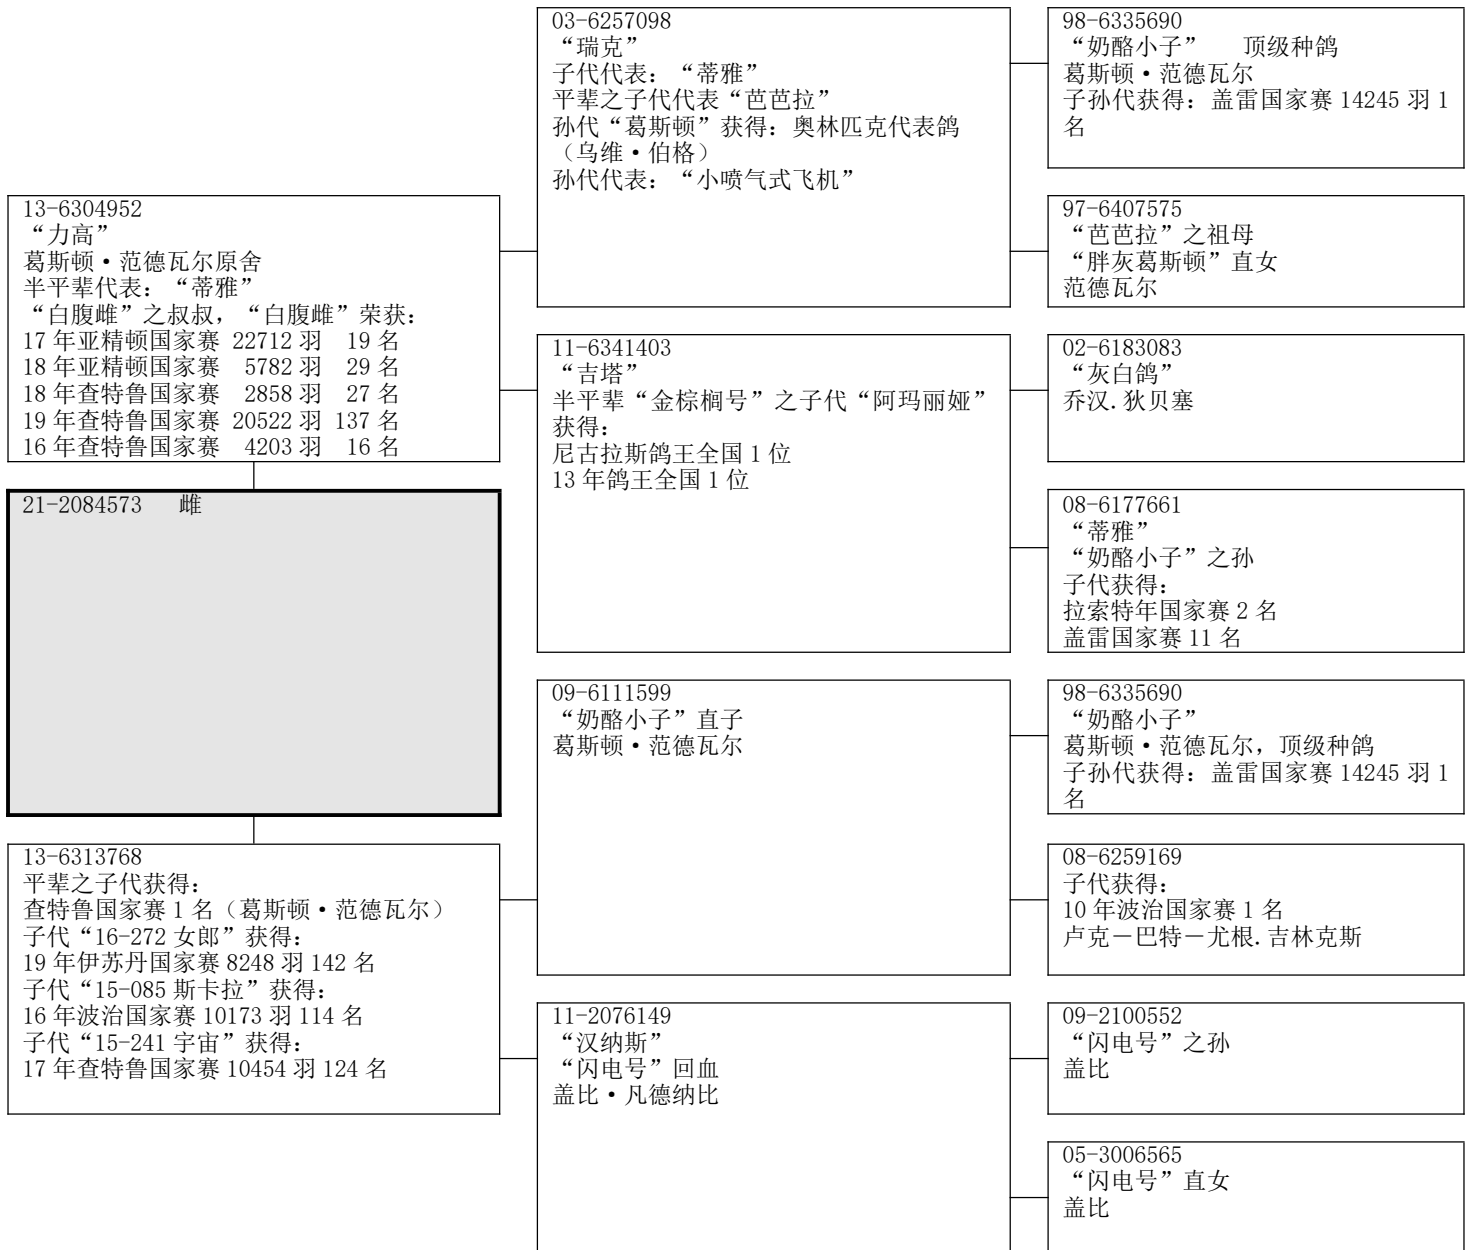 03-6257098
“瑞克”
子代代表：“蒂雅”
平辈之子代代表“芭芭拉”
孙代“葛斯顿”获得：奥林匹克代表鸽
（乌维•伯格）
孙代代表：“小喷气式飞机”
98-6335690
“奶酪小子”　　顶级种鸽
葛斯顿•范德瓦尔
子孙代获得：盖雷国家赛 14245 羽 1
名
13-6304952
“力高”
葛斯顿•范德瓦尔原舍
半平辈代表：“蒂雅”
“白腹雌”之叔叔，“白腹雌”荣获：
17 年亚精顿国家赛 22712 羽 19 名
18 年亚精顿国家赛 5782 羽 29 名
18 年查特鲁国家赛 2858 羽 27 名
19 年查特鲁国家赛 20522 羽 137 名
16 年查特鲁国家赛 4203 羽 16 名
97-6407575
“芭芭拉”之祖母
“胖灰葛斯顿”直女
范德瓦尔
11-6341403
“吉塔”
半平辈“金棕榈号”之子代“阿玛丽娅”
获得：
尼古拉斯鸽王全国 1 位
13 年鸽王全国 1 位
02-6183083
“灰白鸽”
乔汉.狄贝塞
21-2084573 雌
08-6177661
“蒂雅”
“奶酪小子”之孙
子代获得：
拉索特年国家赛 2 名
盖雷国家赛 11 名
09-6111599
“奶酪小子”直子
葛斯顿•范德瓦尔
98-6335690
“奶酪小子”
葛斯顿•范德瓦尔，顶级种鸽
子孙代获得：盖雷国家赛 14245 羽 1
名
13-6313768
平辈之子代获得：
查特鲁国家赛 1 名（葛斯顿•范德瓦尔）
子代“16-272 女郎”获得：
19 年伊苏丹国家赛 8248 羽 142 名
子代“15-085 斯卡拉”获得：
16 年波治国家赛 10173 羽 114 名
子代“15-241 宇宙”获得：
17 年查特鲁国家赛 10454 羽 124 名
08-6259169
子代获得：
10 年波治国家赛 1 名
卢克－巴特－尤根.吉林克斯
11-2076149
“汉纳斯”
“闪电号”回血
盖比•凡德纳比
09-2100552
“闪电号”之孙
盖比
05-3006565
“闪电号”直女
盖比